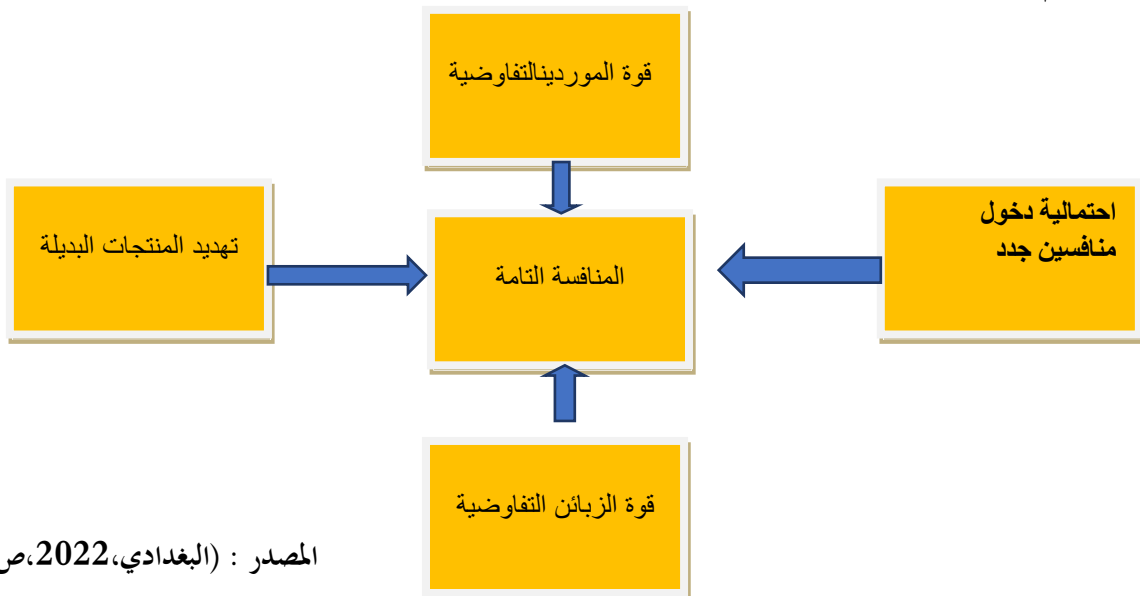 قوة الموردينالتفاوضية
احتمالية دخول
منافسين جدد
المنافسة التامة
تهديد المنتجات البديلة
قوة الزبائن التفاوضية
المصدر : (البغدادي،2022،ص